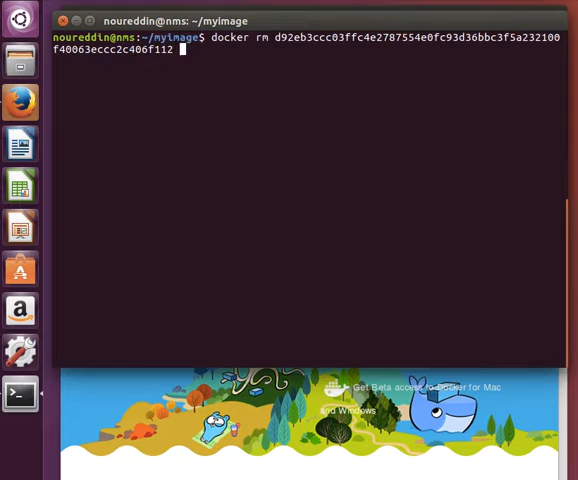 noureddin@nms: ~/myimage
noureddin@nms:~/myimage$ docker rm d92eb3ccc03ffc4e2787554e0fc93d36bbc3f5a232100
f40063eccc2c406f112
Get Beta access to Docker for Mac
and Windows